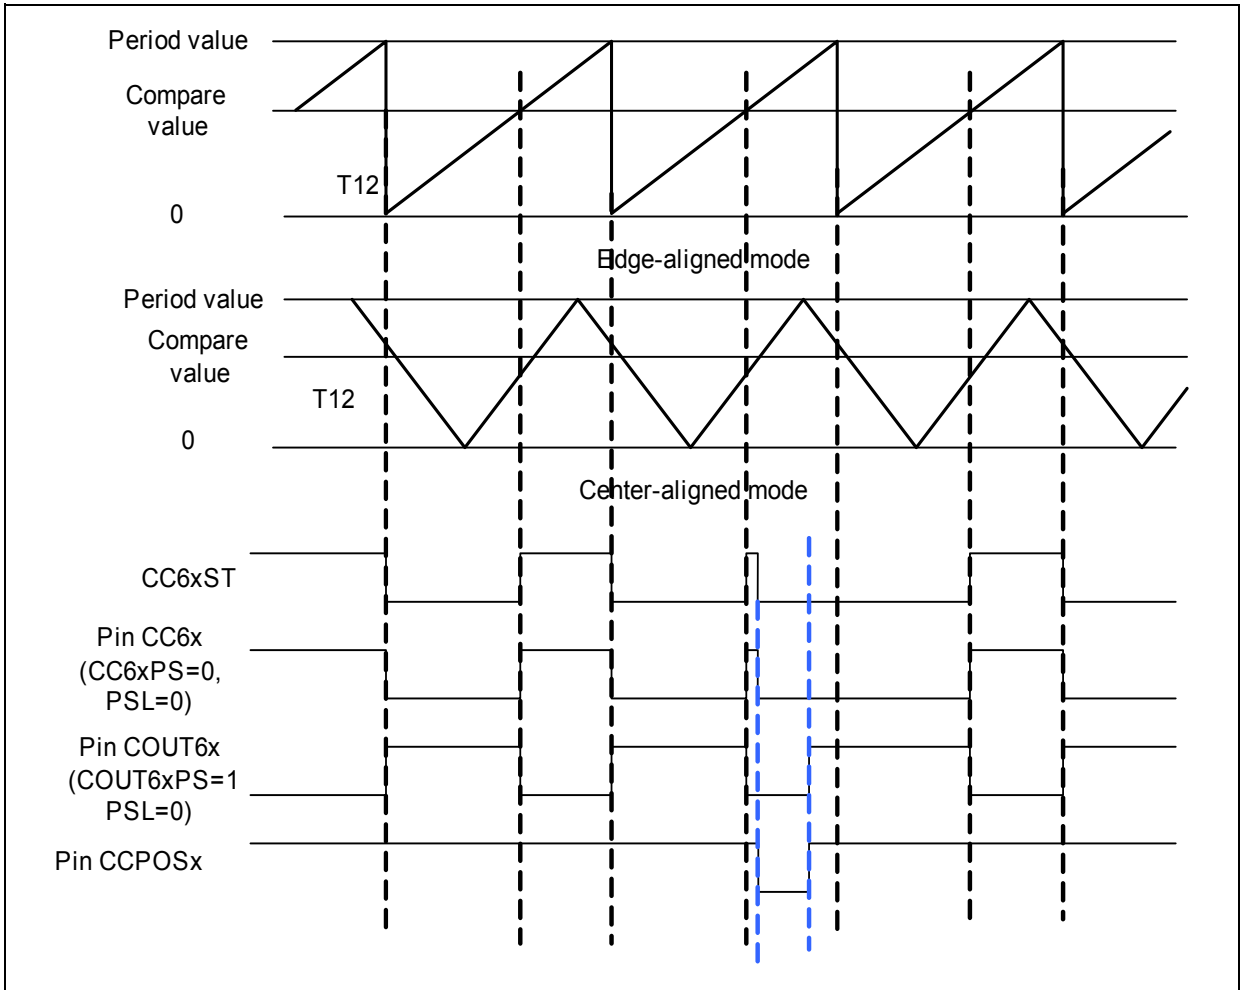 Period value
Compare
value
T12
0
Edge-aligned mode
Period value
Compare
value
T12
0
Center-aligned mode
CC6xST
Pin CC6x
(CC6xPS=0,
PSL=0)
Pin COUT6x
(COUT6xPS=1
PSL=0)
Pin CCPOSx